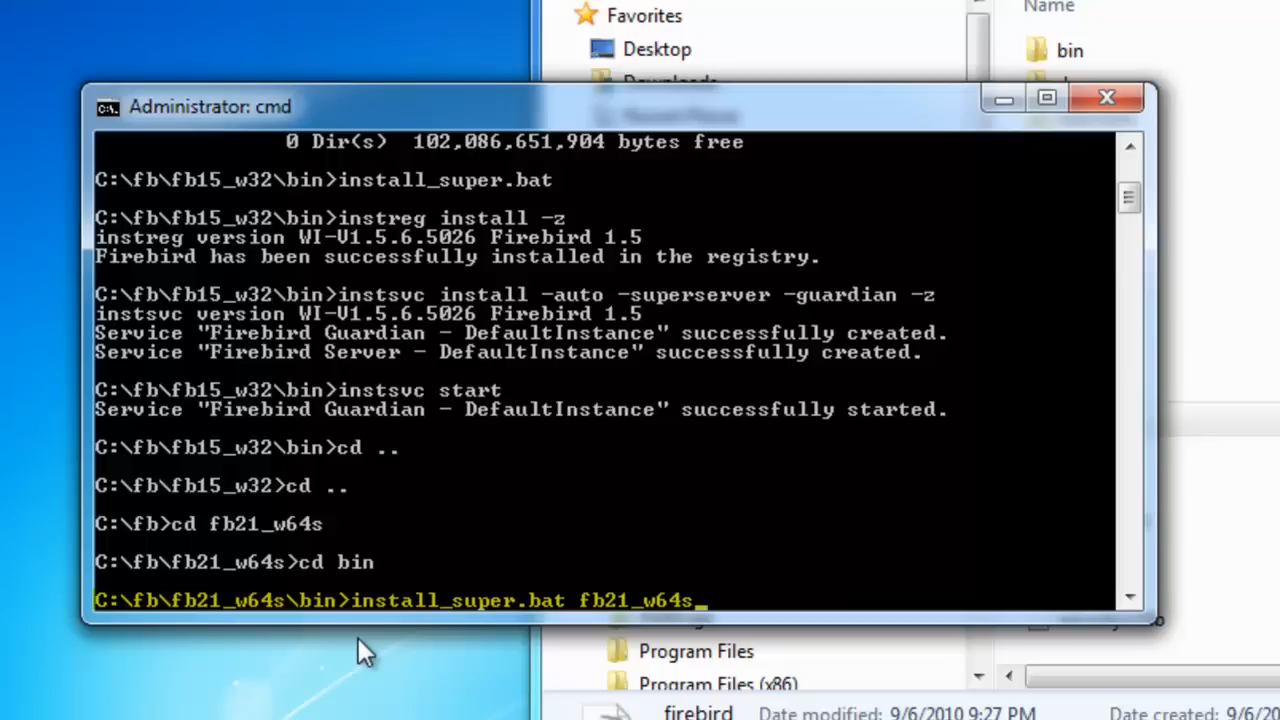 Favorites
Name
Desktop
bin
Downloads
Administrator: cmd
0 Dir(s)  102,086,651,904 bytes free
C:\fb\fb15_w32\bin>install_super.bat
C:\fb\fb15_w32\bin>instreg install -z
instreg version WI-V1.5.6.5026 Firebird 1.5
Firebird has been successfully installed in the registry.
C:\fb\fb15_w32\bin>instsvc install -auto -superserver -guardian -z
instsvc version WI-V1.5.6.5026 Firebird 1.5
Service "Firebird Guardian - DefaultInstance" successfully created.
Service "Firebird Server - DefaultInstance" successfully created.
C:\fb\fb15_w32\bin>instsvc start
Service "Firebird Guardian - DefaultInstance" successfully started.
C:\fb\fb15_w32\bin>cd ..
C:\fb\fb15_w32>cd ..
C:\fb>cd fb21_w64s
C:\fb\fb21_w64s>cd bin
C:\fb\fb21_w64s\bin>install_super.bat fb21_w64s_
Program Files
Program Files (x86)
firebird Date modified: 9/6/2010 9:27 PM Date created: 9/6/20